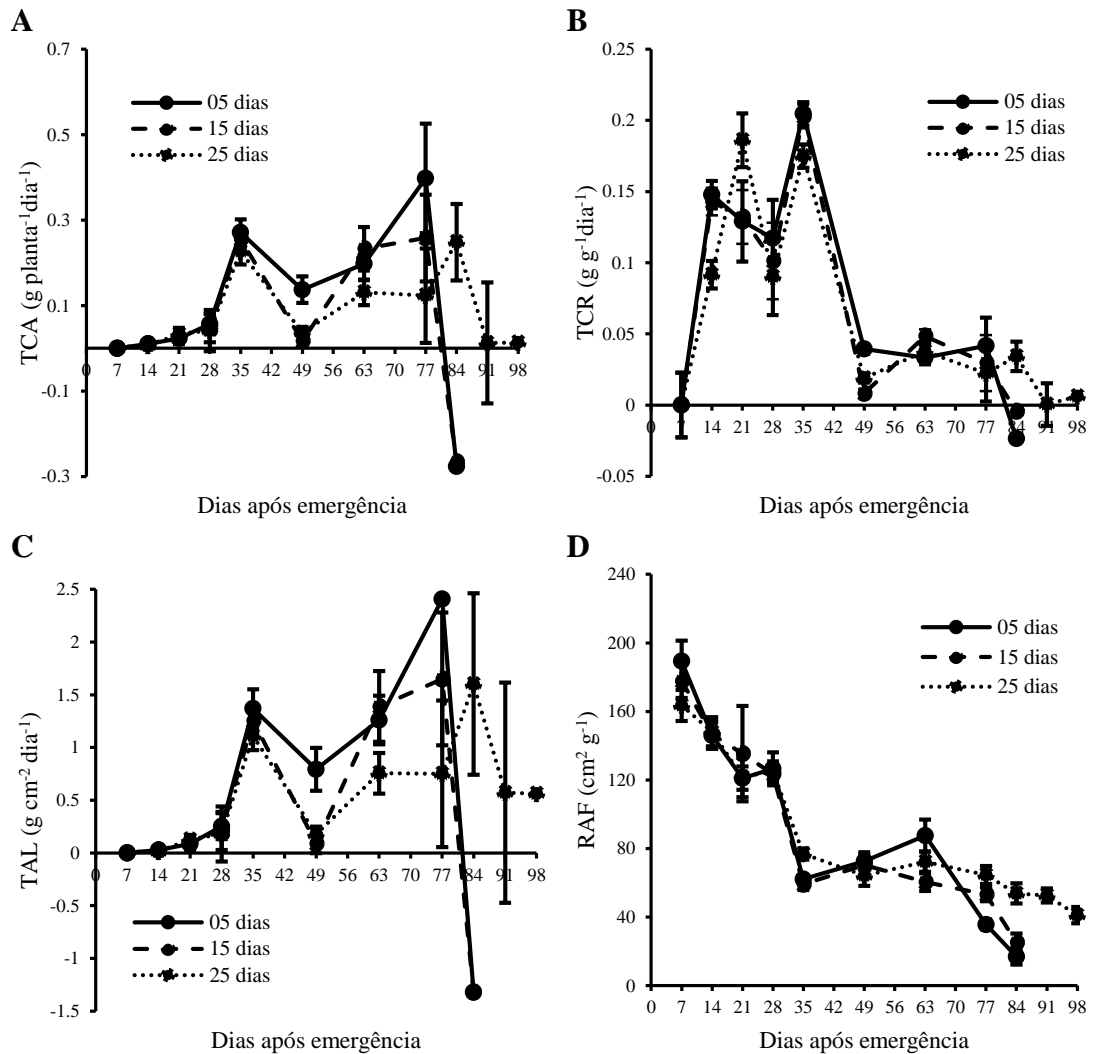 A
0.7
0.5
0.3
0.1
-0.1
-0.3
TCA (g planta⁻¹dia⁻¹)
05 dias
15 dias
25 dias
0 7 14 21 28 35 42 49 56 63 70 77 84 91 98
Dias após emergência
B
0.25
0.2
0.15
0.1
0.05
0
-0.05
TCR (g g⁻¹dia⁻¹)
05 dias
15 dias
25 dias
0 7 14 21 28 35 42 49 56 63 70 77 84 91 98
Dias após emergência
C
2.5
2
1.5
1
0.5
0
-0.5
-1
-1.5
TAL (g cm⁻² dia⁻¹)
0 7 14 21 28 35 42 49 56 63 70 77 84 91 98
05 dias
15 dias
25 dias
Dias após emergência
D
240
200
160
120
80
40
0
RAF (cm² g⁻¹)
05 dias
15 dias
25 dias
0 7 14 21 28 35 42 49 56 63 70 77 84 91 98
Dias após emergência